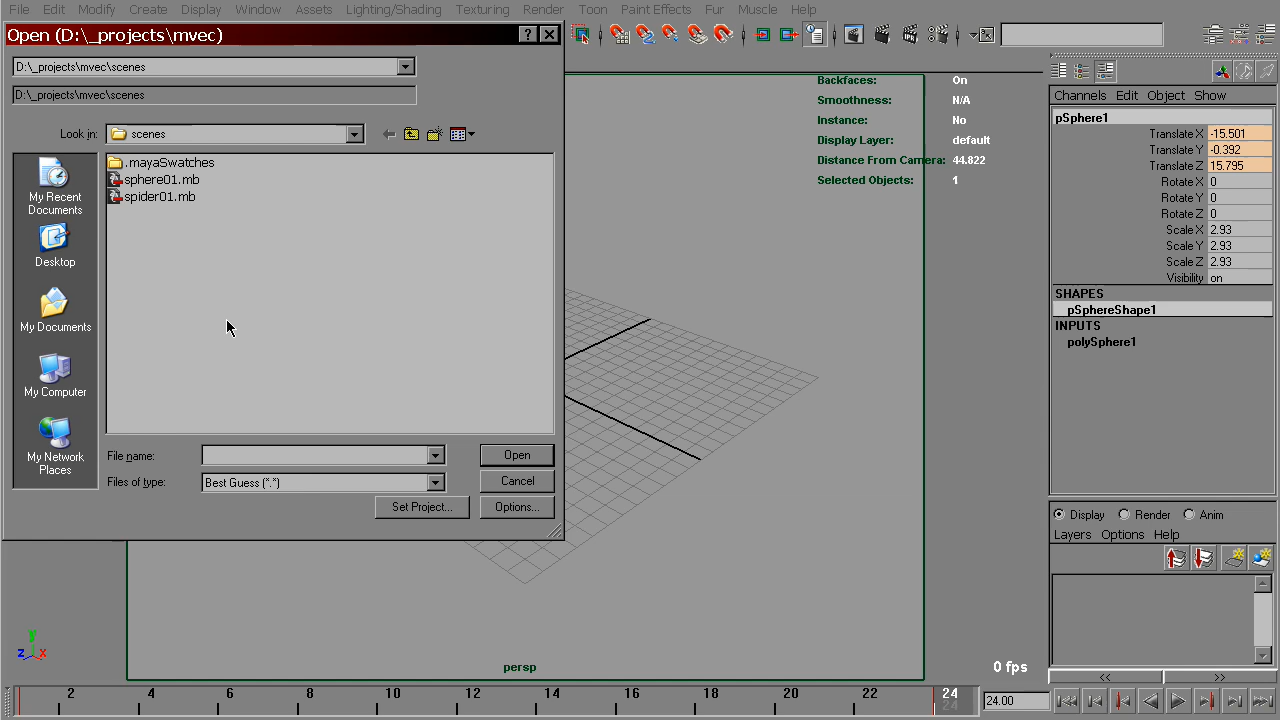 File Edit Modify Create Display Window Assets Lighting/Shading Texturing Render Toon Paint Effects Fur Muscle Help
Open (D:\_projects\mvec)
D:\_projects\mvec\scenes
D:\_projects\mvec\scenes
Look in: scenes
My Recent Documents
Desktop
My Documents
My Computer
My Network Places
.mayaSwatches
sphere01.mb
spider01.mb
File name: Open
Files of type: Best Guess (*.*) Cancel
Set Project... Options...
Backfaces: On
Smoothness: N/A
Instance: No
Display Layer: default
Distance From Camera: 44.822
Selected Objects: 1
persp
0 fps
Channels Edit Object Show
pSphere1
Translate X -15.501
Translate Y -0.392
Translate Z 15.795
Rotate X 0
Rotate Y 0
Rotate Z 0
Scale X 2.93
Scale Y 2.93
Scale Z 2.93
Visibility on
SHAPES
pSphereShape1
INPUTS
polySphere1
Display Render Anim
Layers Options Help
<< >>
y
z x
2 4 6 8 10 12 14 16 18 20 22 24
24
24.00